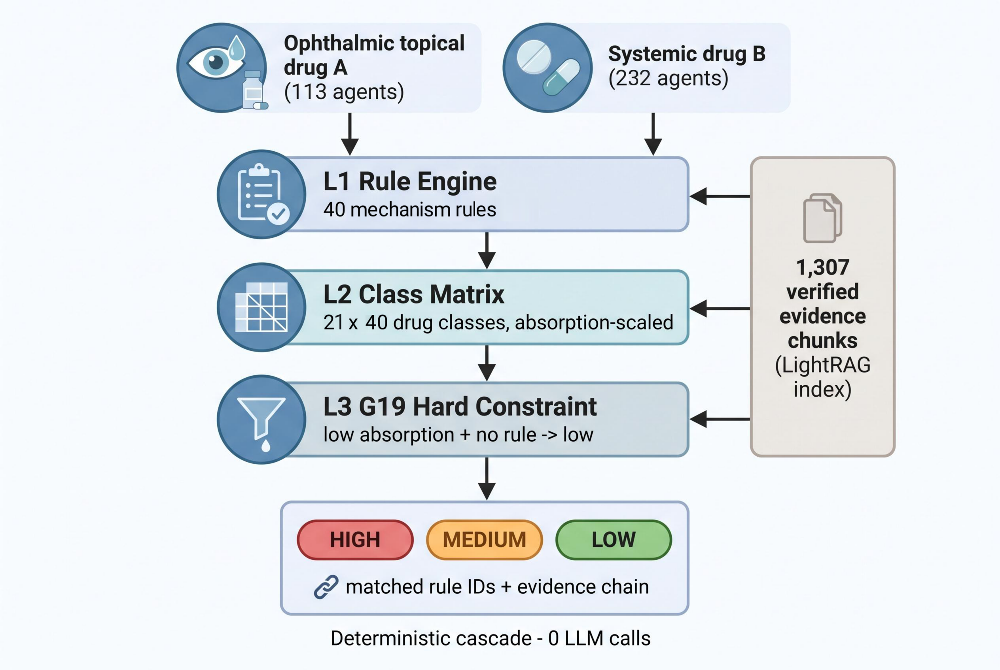 Ophthalmic topical
drug A
(113 agents)
Systemic drug B
(232 agents)
L1 Rule Engine
40 mechanism rules
L2 Class Matrix
21 x 40 drug classes, absorption-scaled
L3 G19 Hard Constraint
low absorption + no rule -> low
1,307
verified
evidence
chunks
(LightRAG
index)
HIGH
MEDIUM
LOW
matched rule IDs + evidence chain
Deterministic cascade - 0 LLM calls